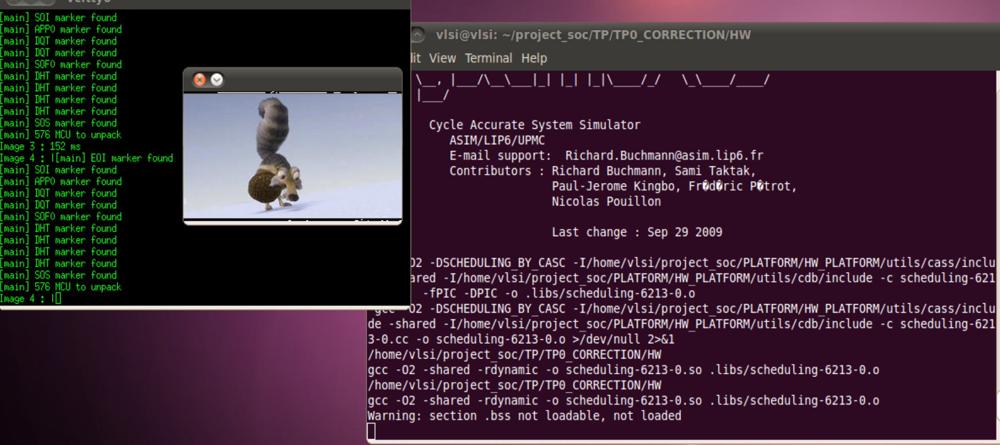 [main] SOI marker found
[main] APP0 marker found
[main] DQT marker found
[main] DQT marker found
[main] SOF0 marker found
[main] DHT marker found
[main] DHT marker found
[main] DHT marker found
[main] DHT marker found
[main] SOS marker found
[main] 576 MCU to unpack
Image 3 : 152 ms
Image 4 : |[main] EOI marker found
[main] SOI marker found
[main] APP0 marker found
[main] DQT marker found
[main] DQT marker found
[main] SOF0 marker found
[main] DHT marker found
[main] DHT marker found
[main] DHT marker found
[main] DHT marker found
[main] SOS marker found
[main] 576 MCU to unpack
Image 4 : |
vlsi@vlsi: ~/project_soc/TP/TP0_CORRECTION/HW
lit View Terminal Help
\__, |___/\__\___|_| |_| |_|\____/_/   \_\____/____/
|___/
Cycle Accurate System Simulator
ASIM/LIP6/UPMC
E-mail support:  Richard.Buchmann@asim.lip6.fr
Contributors : Richard Buchmann, Sami Taktak,
Paul-Jerome Kingbo, Fr�d�ric P�trot,
Nicolas Pouillon
Last change : Sep 29 2009
O2 -DSCHEDULING_BY_CASC -I/home/vlsi/project_soc/PLATFORM/HW_PLATFORM/utils/cass/inclu
ared -I/home/vlsi/project_soc/PLATFORM/HW_PLATFORM/utils/cdb/include -c scheduling-621
-fPIC -DPIC -o .libs/scheduling-6213-0.o
gcc -O2 -DSCHEDULING_BY_CASC -I/home/vlsi/project_soc/PLATFORM/HW_PLATFORM/utils/cass/inclu
de -shared -I/home/vlsi/project_soc/PLATFORM/HW_PLATFORM/utils/cdb/include -c scheduling-621
3-0.cc -o scheduling-6213-0.o >/dev/null 2>&1
/home/vlsi/project_soc/TP/TP0_CORRECTION/HW
gcc -O2 -shared -rdynamic -o scheduling-6213-0.so .libs/scheduling-6213-0.o
/home/vlsi/project_soc/TP/TP0_CORRECTION/HW
gcc -O2 -shared -rdynamic -o scheduling-6213-0.so .libs/scheduling-6213-0.o
Warning: section .bss not loadable, not loaded